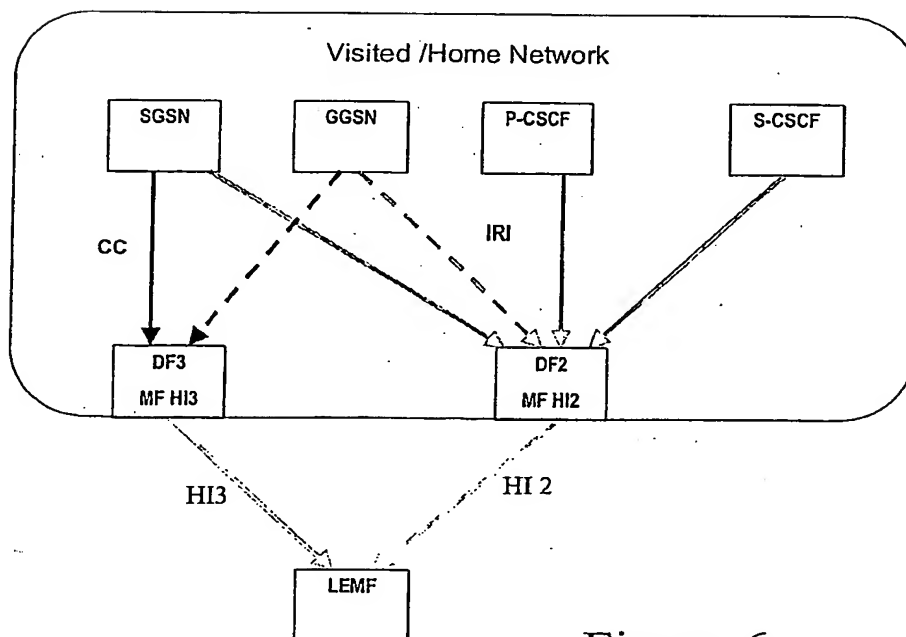 Visited /Home Network
SGSN
GGSN
P-CSCF
S-CSCF
CC
IRI
DF3
MF HI3
DF2
MF HI2
HI3
HI 2
LEMF